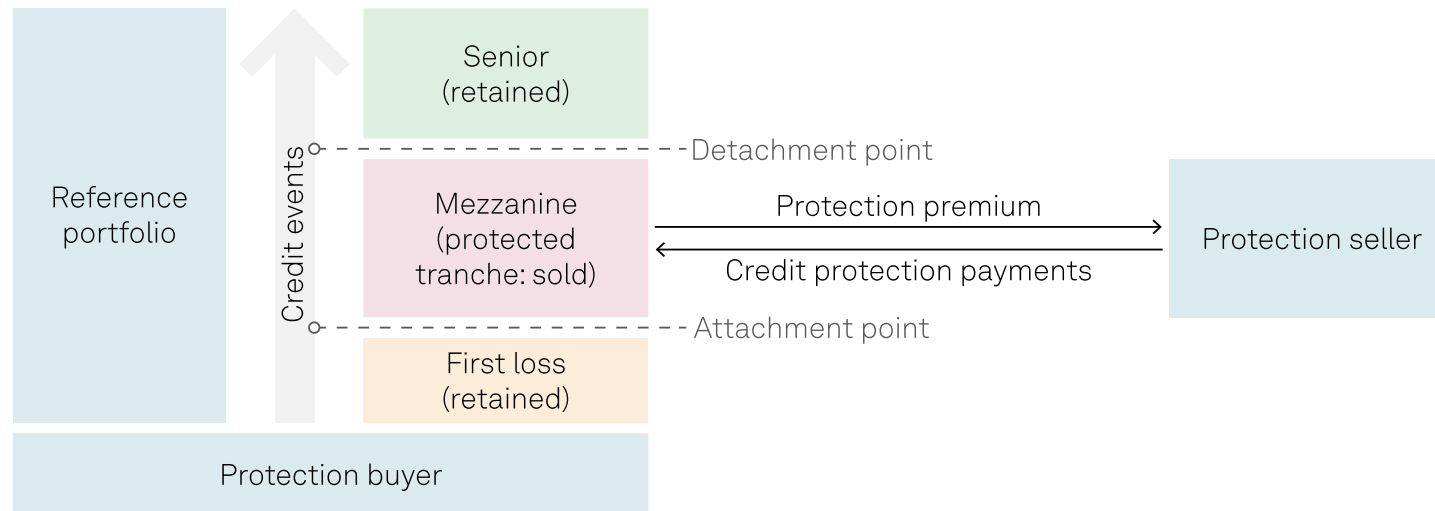 Reference
portfolio
Credit events
Senior
(retained)
Detachment point
Mezzanine
(protected
tranche: sold)
Protection premium
Credit protection payments
Protection seller
Attachment point
First loss
(retained)
Protection buyer